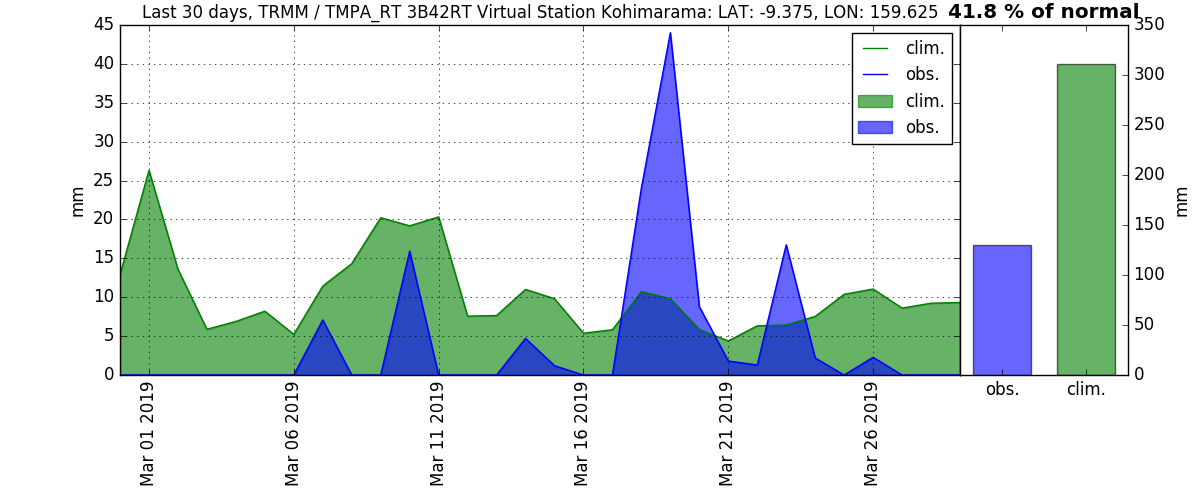 Last 30 days, TRMM / TMPA_RT 3B42RT Virtual Station Kohimarama: LAT: -9.375, LON: 159.625 41.8 % of normal
45
40
35
30
25
20
15
10
5
0
mm
clim.
obs.
clim.
obs.
Mar 01 2019
Mar 06 2019
Mar 11 2019
Mar 16 2019
Mar 21 2019
Mar 26 2019
350
300
250
200
150
100
50
0
mm
obs.
clim.